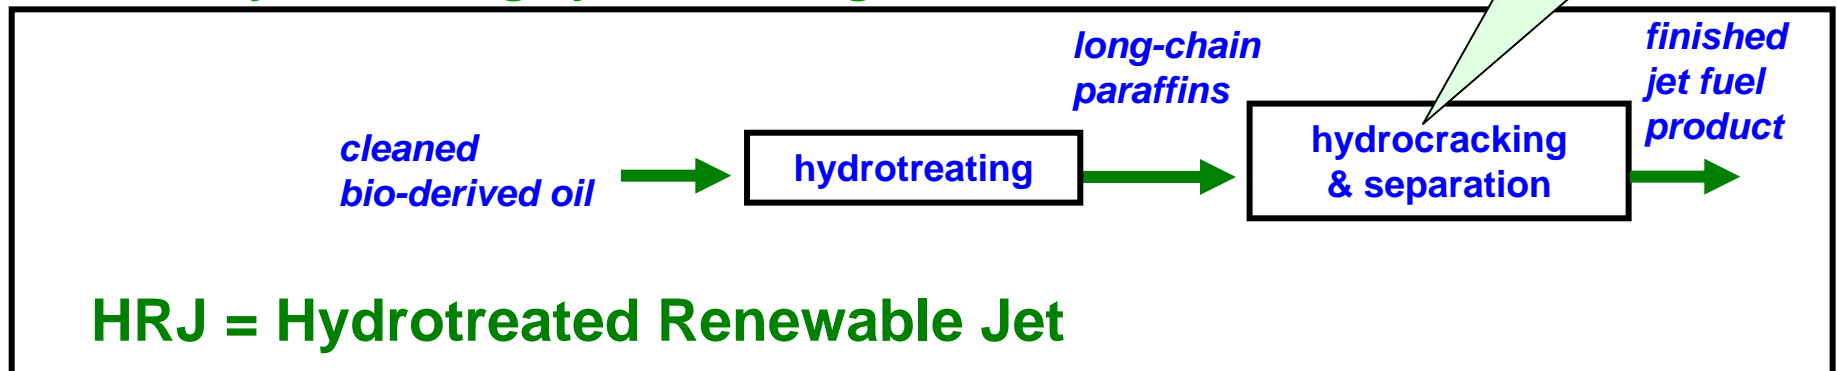 long-chain
paraffins
finished
jet fuel
product
cleaned
bio-derived oil
hydrotreating
hydrocracking
& separation
HRJ = Hydrotreated Renewable Jet